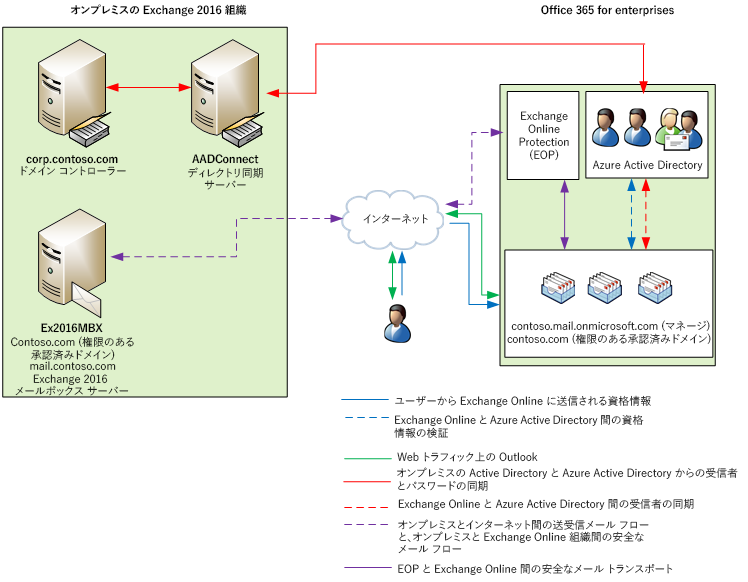 オンプレミスの Exchange 2016 組織
Office 365 for enterprises
corp.contoso.com
ドメイン コントローラー
AADConnect
ディレクトリ同期
サーバー
Exchange
Online
Protection
(EOP)
Azure Active Directory
インターネット
Ex2016MBX
Contoso.com (権限のある
承認済みドメイン)
mail.contoso.com
Exchange 2016
メールボックス サーバー
contoso.mail.onmicrosoft.com (マネージ)
contoso.com (権限のある承認済みドメイン)
ユーザーから Exchange Online に送信される資格情報
Exchange Online と Azure Active Directory 間の資格
情報の検証
Web トラフィック上の Outlook
オンプレミスの Active Directory と Azure Active Directory からの受信者
とパスワードの同期
Exchange Online と Azure Active Directory 間の受信者の同期
オンプレミスとインターネット間の送受信メール フロー
と、オンプレミスと Exchange Online 組織間の安全な
メール フロー
EOP と Exchange Online 間の安全なメール トランスポート